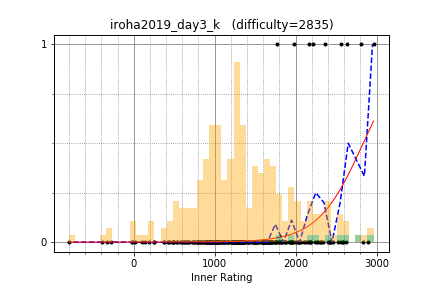 iroha2019_day3_k (difficulty=2835)
1
0
0 1000 2000 3000
Inner Rating